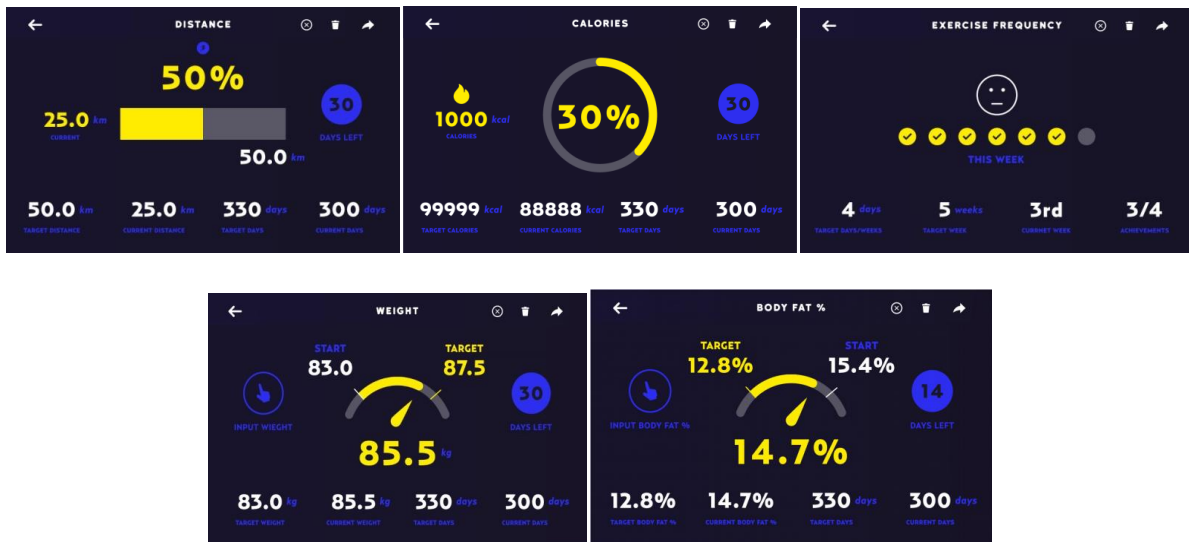 DISTANCE
50%
25.0 km
CURRENT
50.0 km
30
DAYS LEFT
50.0 km 25.0 km 330 days 300 days
TARGET DISTANCE CURRENT DISTANCE TARGET DAYS CURRENT DAYS
CALORIES
1000 kcal
CALORIES
30%
30
DAYS LEFT
99999 kcal 88888 kcal 330 days 300 days
TARGET CALORIES CURRENT CALORIES TARGET DAYS CURRENT DAYS
EXERCISE FREQUENCY
THIS WEEK
4 days 5 weeks 3rd 3/4
TARGET DAYS/WEEKS TARGET WEEK CURRNET WEEK ACHIEVEMENTS
WEIGHT
START TARGET
83.0 87.5
INPUT WIEGHT
30
DAYS LEFT
85.5 kg
83.0 kg 85.5 kg 330 days 300 days
TARGET WEIGHT CURRENT WEIGHT TARGET DAYS CURRENT DAYS
BODY FAT %
TARGET START
12.8% 15.4%
INPUT BODY FAT %
14
DAYS LEFT
14.7%
12.8% 14.7% 330 days 300 days
TARGET BODY FAT % CURRENT BODY FAT % TARGET DAYS CURRENT DAYS